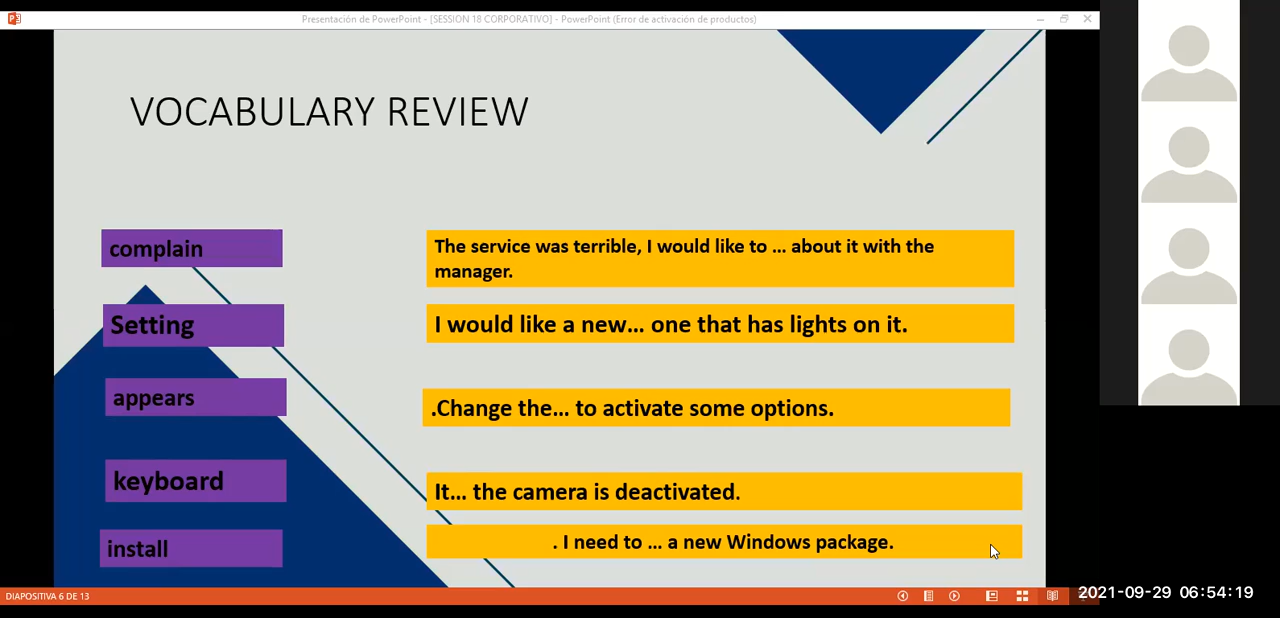 Presentación de PowerPoint - [SESSION 18 CORPORATIVO] - PowerPoint (Error de activación de productos)
VOCABULARY REVIEW
complain
The service was terrible, I would like to ... about it with the
manager.
Setting
I would like a new... one that has lights on it.
appears
.Change the... to activate some options.
keyboard
It... the camera is deactivated.
install
. I need to ... a new Windows package.
DIAPOSITIVA 6 DE 13
2021-09-29 06:54:19